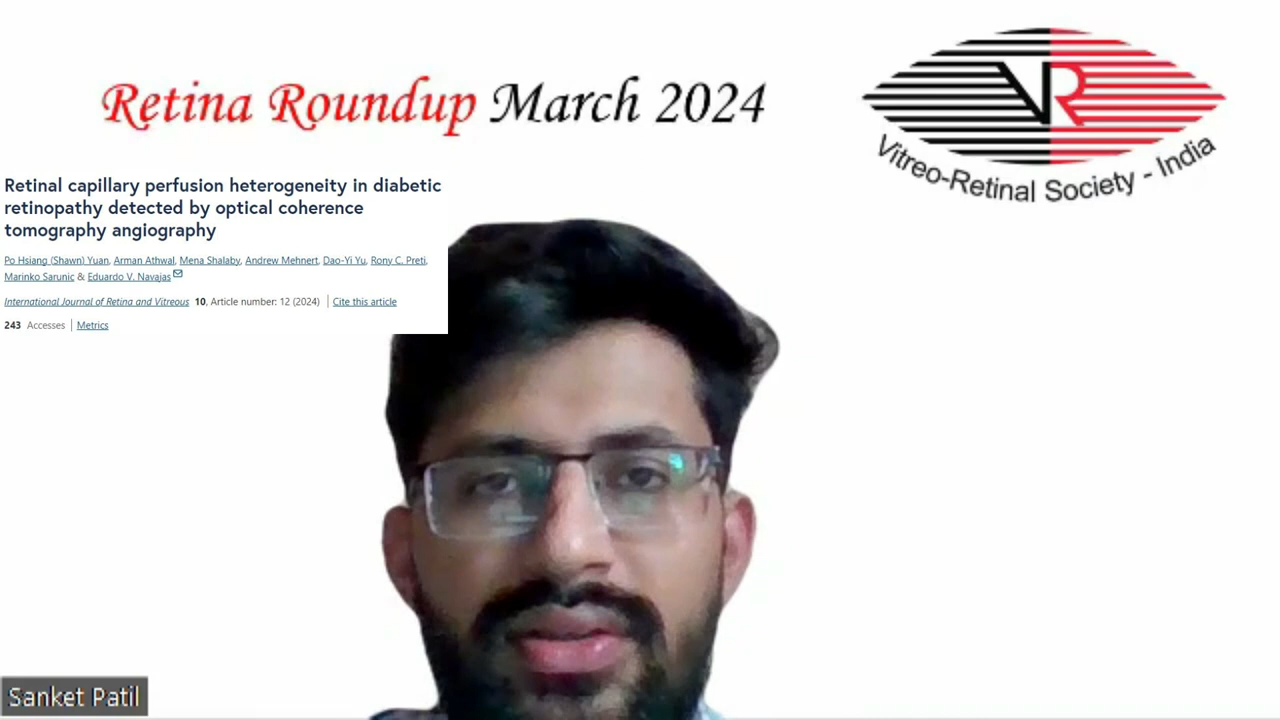 Retina Roundup March 2024
VR
Vitreo-Retinal Society - India
Retinal capillary perfusion heterogeneity in diabetic
retinopathy detected by optical coherence
tomography angiography
Po Hsiang (Shawn) Yuan, Arman Athwal, Mena Shalaby, Andrew Mehnert, Dao-Yi Yu, Rony C. Preti,
Marinko Sarunic & Eduardo V. Navajas
International Journal of Retina and Vitreous 10, Article number: 12 (2024) | Cite this article
243 Accesses | Metrics
Sanket Patil